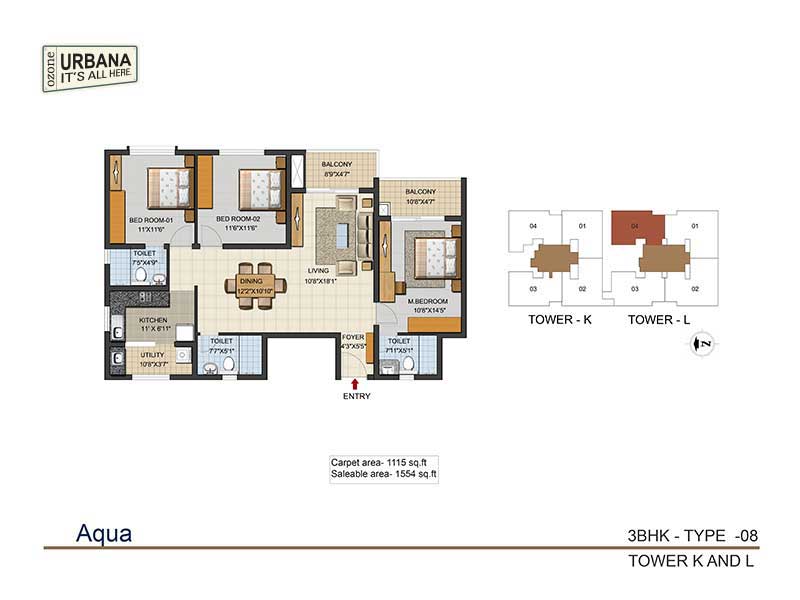 ozone
URBANA
IT'S ALL HERE.
BALCONY
8'9"X4'7"
BALCONY
10'8"X4'7"
BED ROOM-01
11'X11'6"
BED ROOM-02
11'6"X11'6"
TOILET
7'5"X4'9"
LIVING
10'8"X18'1"
DINING
12'2"X10'10"
M.BEDROOM
10'8"X14'5"
KITCHEN
11' X 6'11"
UTILITY
10'8"X3'7"
TOILET
7'7"X5'1"
FOYER
4'3"X5'5"
TOILET
7'11"X5'1"
ENTRY
04
01
03
02
TOWER - K
04
01
03
02
TOWER - L
N
Carpet area- 1115 sq.ft
Saleable area- 1554 sq.ft
Aqua
3BHK - TYPE -08
TOWER K AND L